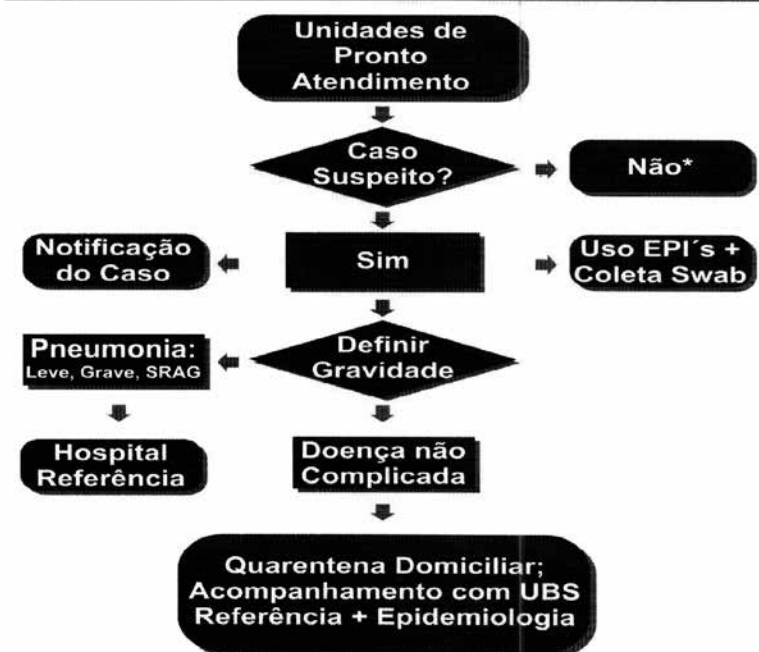 Unidades de
Pronto
Atendimento
Caso
Suspeito?
Não*
Notificação
do Caso
Sim
Uso EPI´s +
Coleta Swab
Pneumonia:
Leve, Grave, SRAG
Definir
Gravidade
Hospital
Referência
Doença não
Complicada
Quarentena Domiciliar;
Acompanhamento com UBS
Referência + Epidemiologia